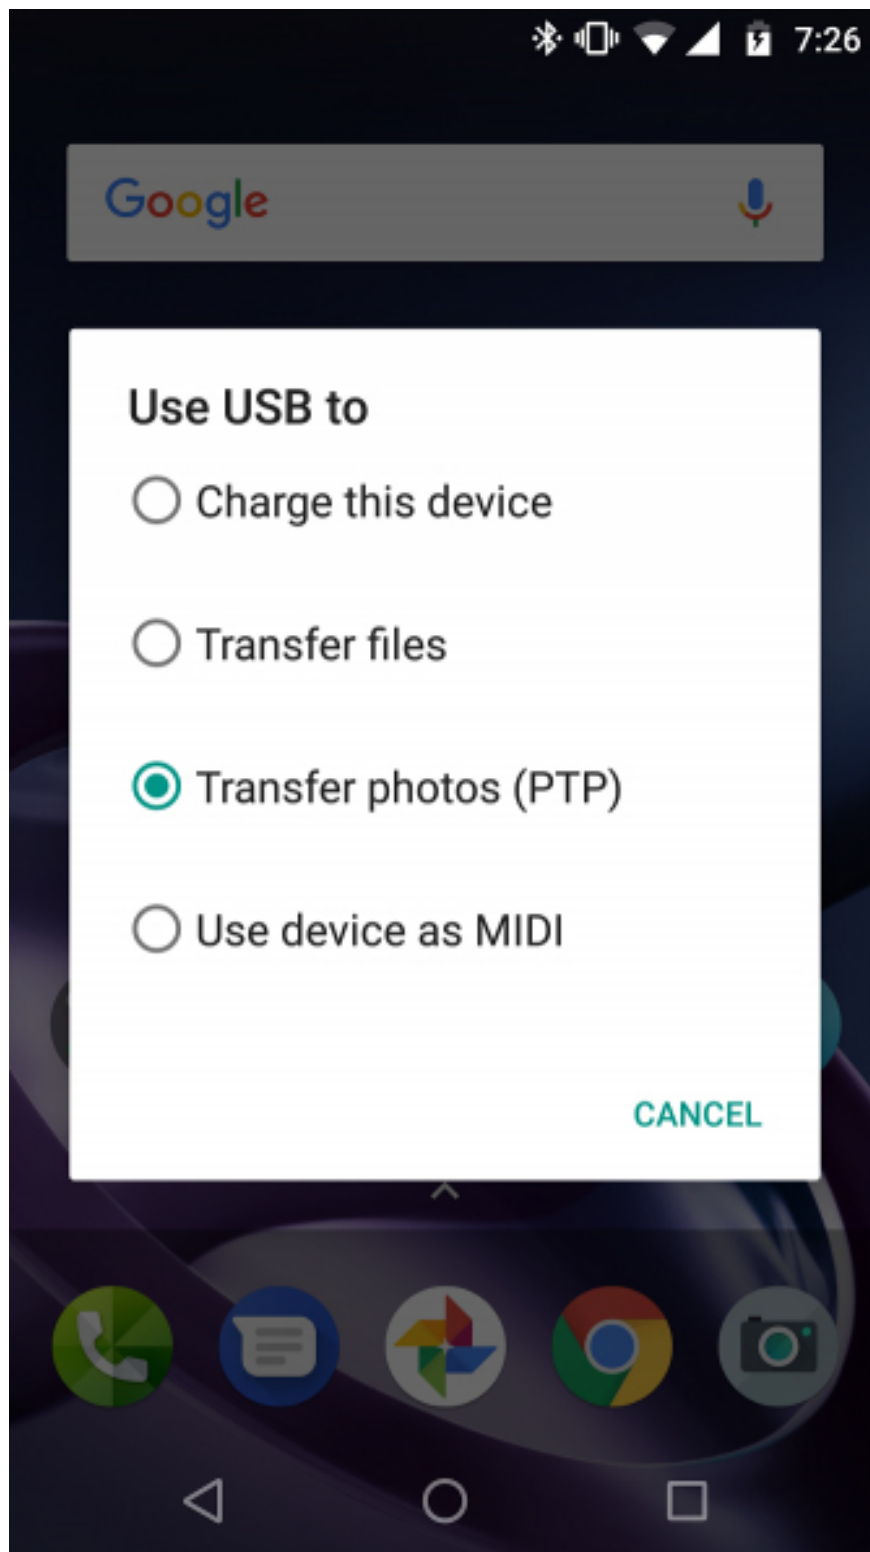 7:26
Google
Use USB to
Charge this device
Transfer files
Transfer photos (PTP)
Use device as MIDI
CANCEL